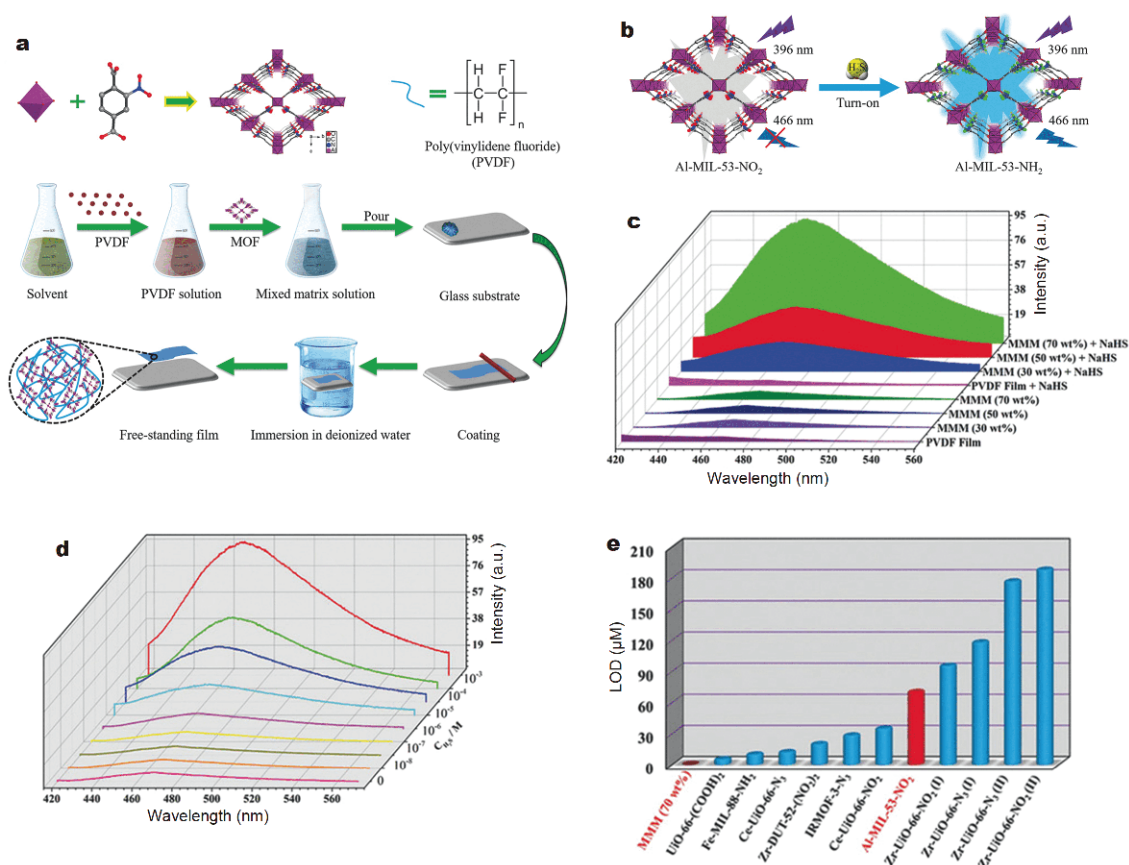 a
Poly(vinylidene fluoride)
(PVDF)
H
F
C
C
H
F
n
PVDF
MOF
Pour
Solvent
PVDF solution
Mixed matrix solution
Glass substrate
Free-standing film
Immersion in deionized water
Coating
b
396 nm
466 nm
Al-MIL-53-NO₂
H₂S
Turn-on
396 nm
466 nm
Al-MIL-53-NH₂
c
95
76
57
38
19
Intensity (a.u.)
MMM (70 wt%) + NaHS
MMM (50 wt%) + NaHS
MMM (30 wt%) + NaHS
PVDF Film + NaHS
MMM (70 wt%)
MMM (50 wt%)
MMM (30 wt%)
PVDF Film
420 440 460 480 500 520 540 560
Wavelength (nm)
d
95
76
57
38
19
Intensity (a.u.)
10⁻³
10⁻⁴
10⁻⁵
10⁻⁶
10⁻⁷
10⁻⁸
0
420 440 460 480 500 520 540 560
Wavelength (nm)
e
LOD (μM)
210
180
150
120
90
60
30
0
MMM (70 wt%)
UiO-66-(COOH)₂
Fe-MIL-88-NH₂
Ce-UiO-66-N₃
Zr-DUT-52-(NO₂)₂
IRMOF-3-N₃
Ce-UiO-66-NO₂
Al-MIL-53-NO₂
Zr-UiO-66-NO₂ (I)
Zr-UiO-66-N₃ (I)
Zr-UiO-66-N₃ (II)
Zr-UiO-66-NO₂ (II)